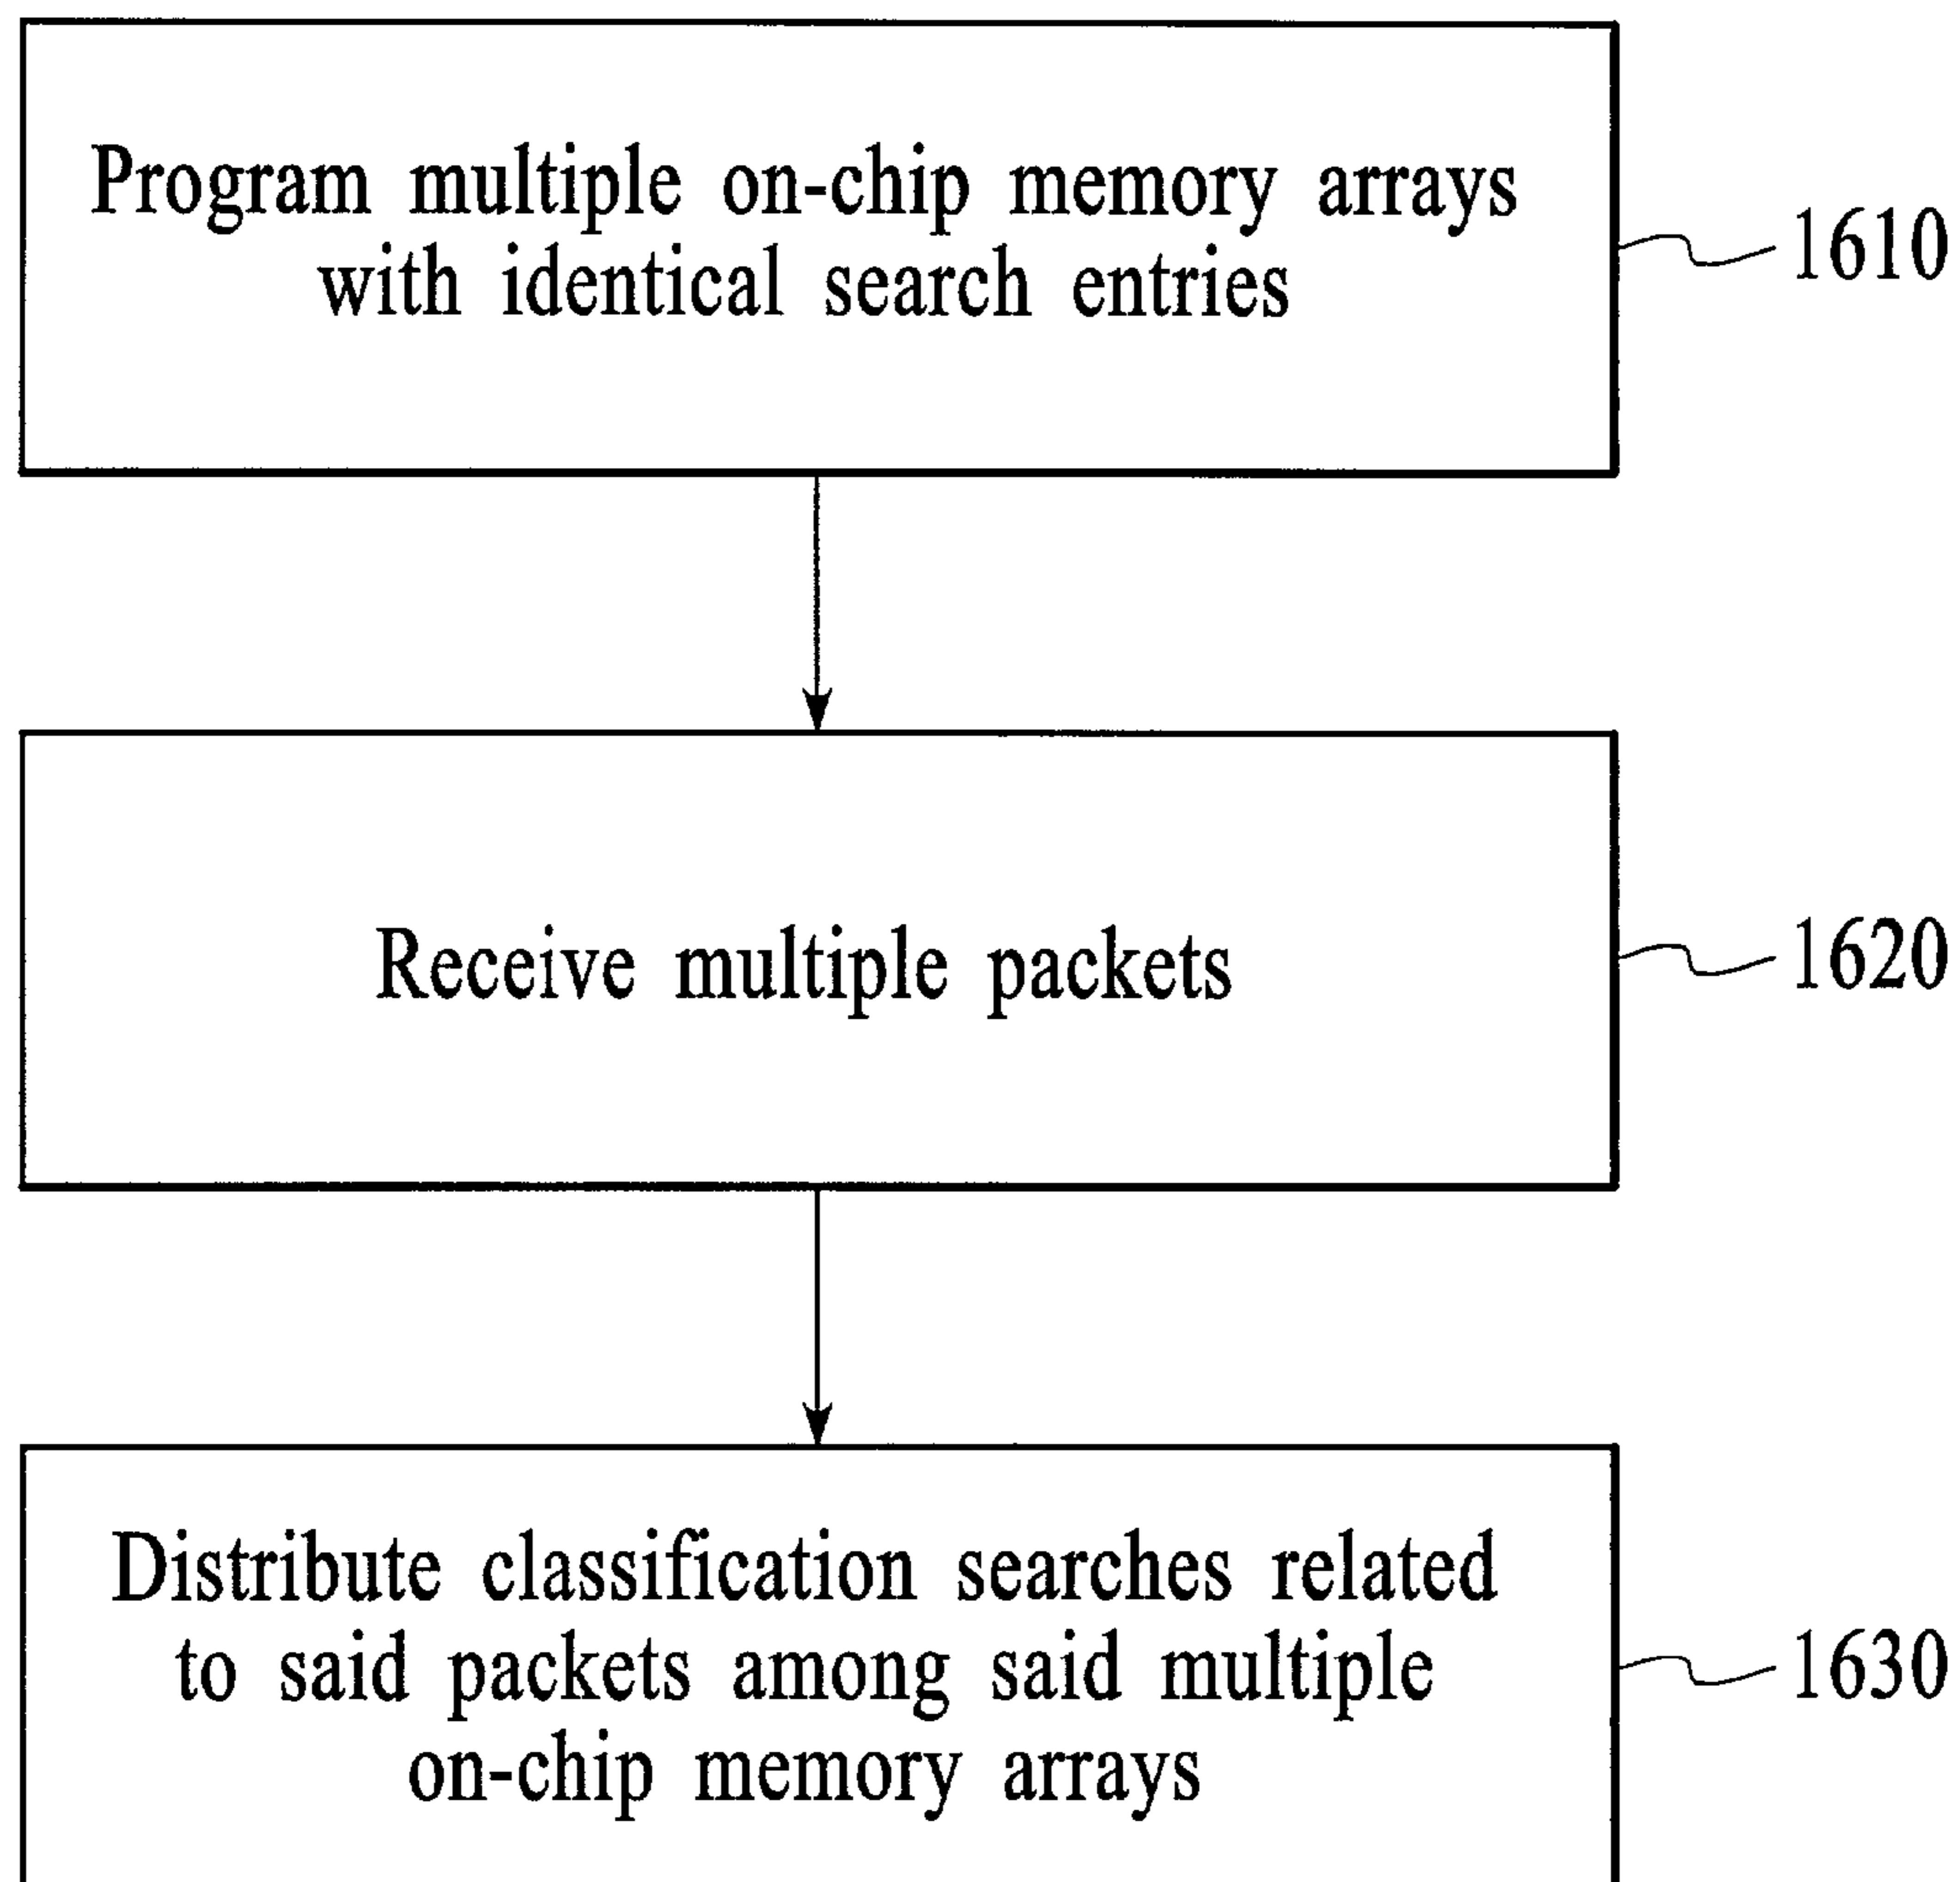 Program multiple on-chip memory arrays
with identical search entries
1610
Receive multiple packets
1620
Distribute classification searches related
to said packets among said multiple
on-chip memory arrays
1630